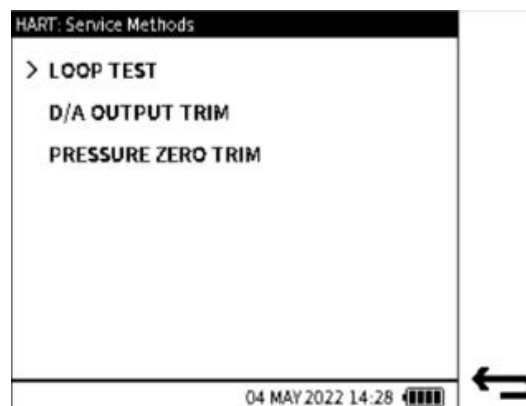 HART: Service Methods
> LOOP TEST
D/A OUTPUT TRIM
PRESSURE ZERO TRIM
04 MAY 2022 14:28